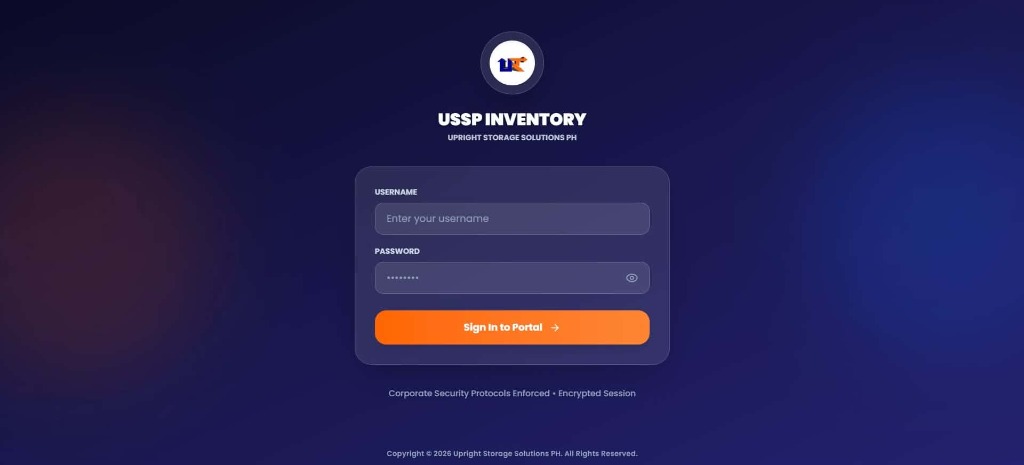 USSP INVENTORY
UPRIGHT STORAGE SOLUTIONS PH
USERNAME
Enter your username
PASSWORD
••••••••
Sign In to Portal →
Corporate Security Protocols Enforced • Encrypted Session
Copyright © 2026 Upright Storage Solutions PH. All Rights Reserved.